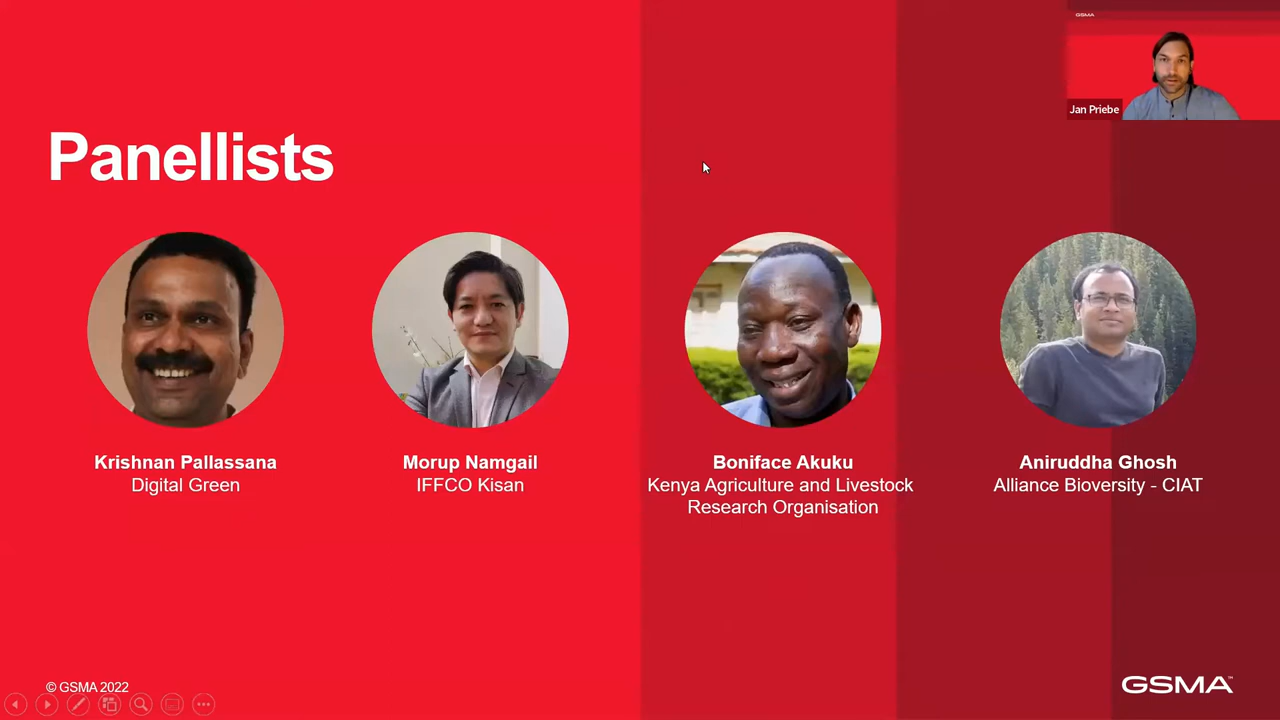 GSMA
Jan Priebe
Panellists
Krishnan Pallassana
Digital Green
Morup Namgail
IFFCO Kisan
Boniface Akuku
Kenya Agriculture and Livestock
Research Organisation
Aniruddha Ghosh
Alliance Bioversity - CIAT
© GSMA 2022
GSMA™